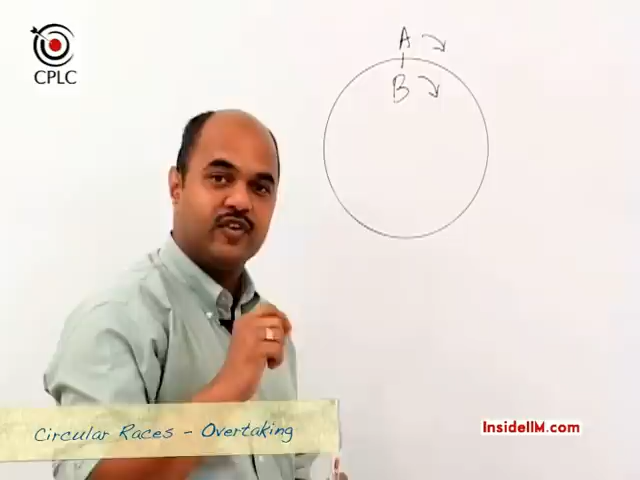 CPLC
A
B
Circular Races - Overtaking
InsideIIM.com